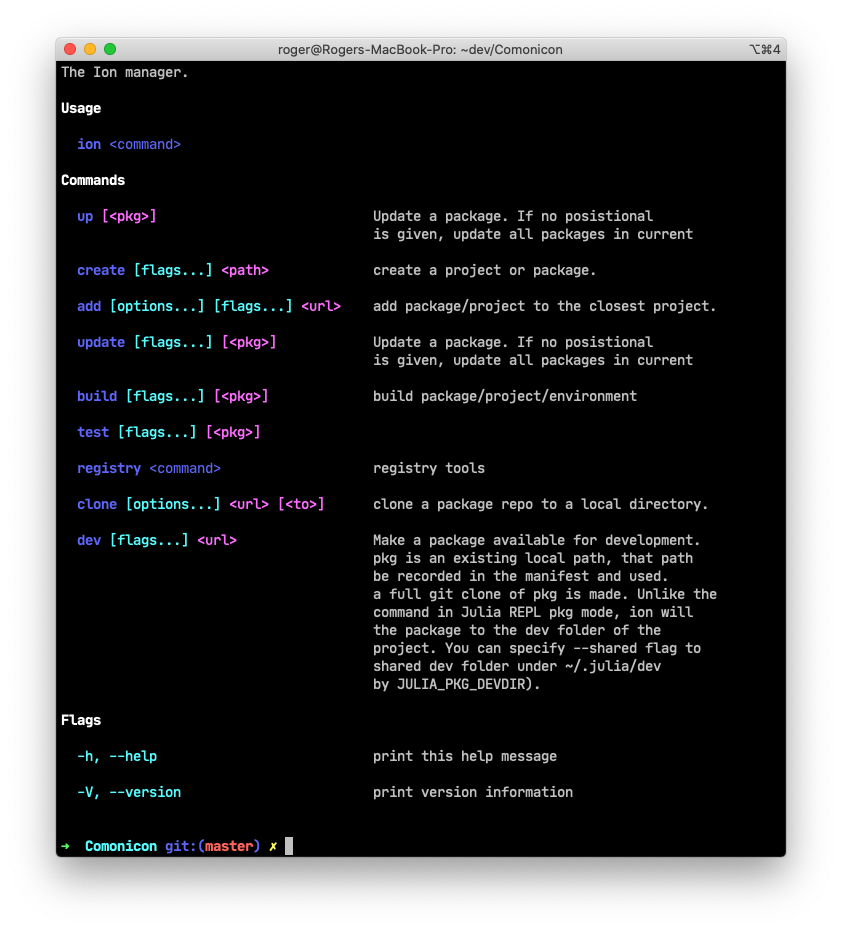 roger@Rogers-MacBook-Pro: ~dev/Comonicon ⌥⌘4
The Ion manager.
Usage
ion <command>
Commands
up [<pkg>] Update a package. If no posistional
is given, update all packages in current
create [flags...] <path> create a project or package.
add [options...] [flags...] <url> add package/project to the closest project.
update [flags...] [<pkg>] Update a package. If no posistional
is given, update all packages in current
build [flags...] [<pkg>] build package/project/environment
test [flags...] [<pkg>]
registry <command> registry tools
clone [options...] <url> [<to>] clone a package repo to a local directory.
dev [flags...] <url> Make a package available for development.
pkg is an existing local path, that path
be recorded in the manifest and used.
a full git clone of pkg is made. Unlike the
command in Julia REPL pkg mode, ion will
the package to the dev folder of the
project. You can specify --shared flag to
shared dev folder under ~/.julia/dev
by JULIA_PKG_DEVDIR).
Flags
-h, --help print this help message
-V, --version print version information
➜ Comonicon git:(master) ✗